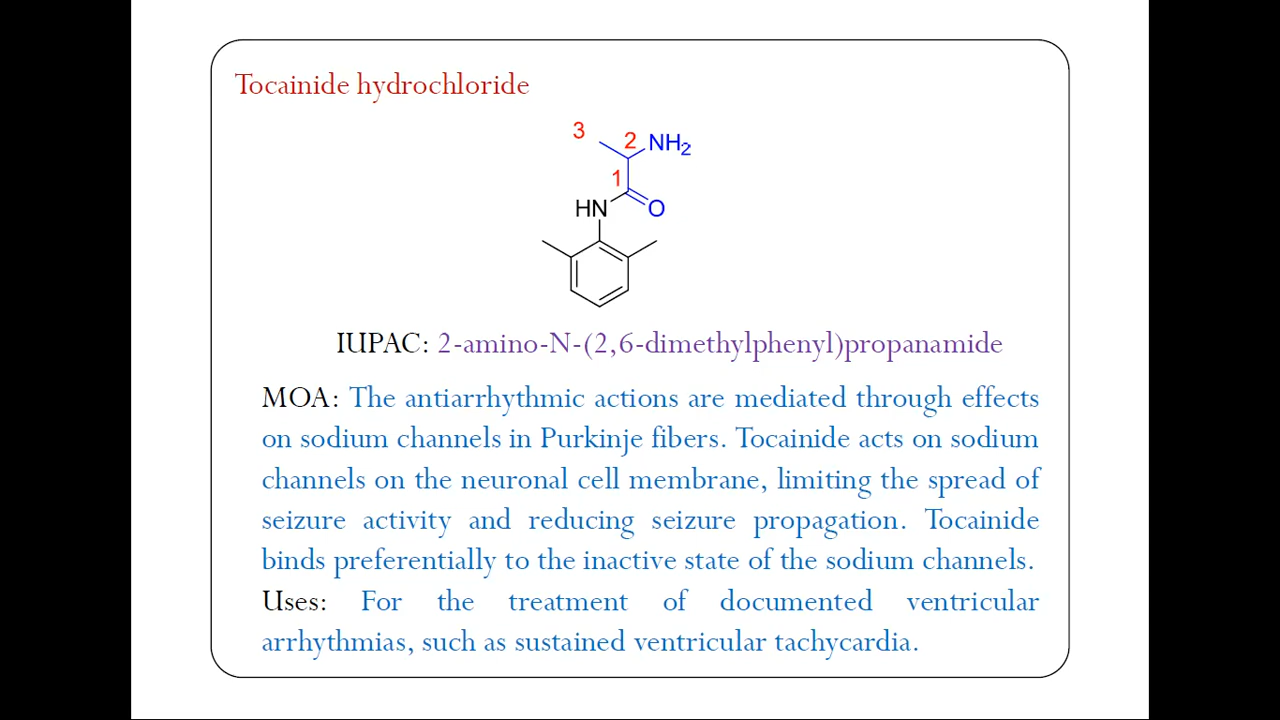 Tocainide hydrochloride
3
2 NH2
1
HN O
IUPAC: 2-amino-N-(2,6-dimethylphenyl)propanamide
MOA: The antiarrhythmic actions are mediated through effects
on sodium channels in Purkinje fibers. Tocainide acts on sodium
channels on the neuronal cell membrane, limiting the spread of
seizure activity and reducing seizure propagation. Tocainide
binds preferentially to the inactive state of the sodium channels.
Uses: For the treatment of documented ventricular
arrhythmias, such as sustained ventricular tachycardia.